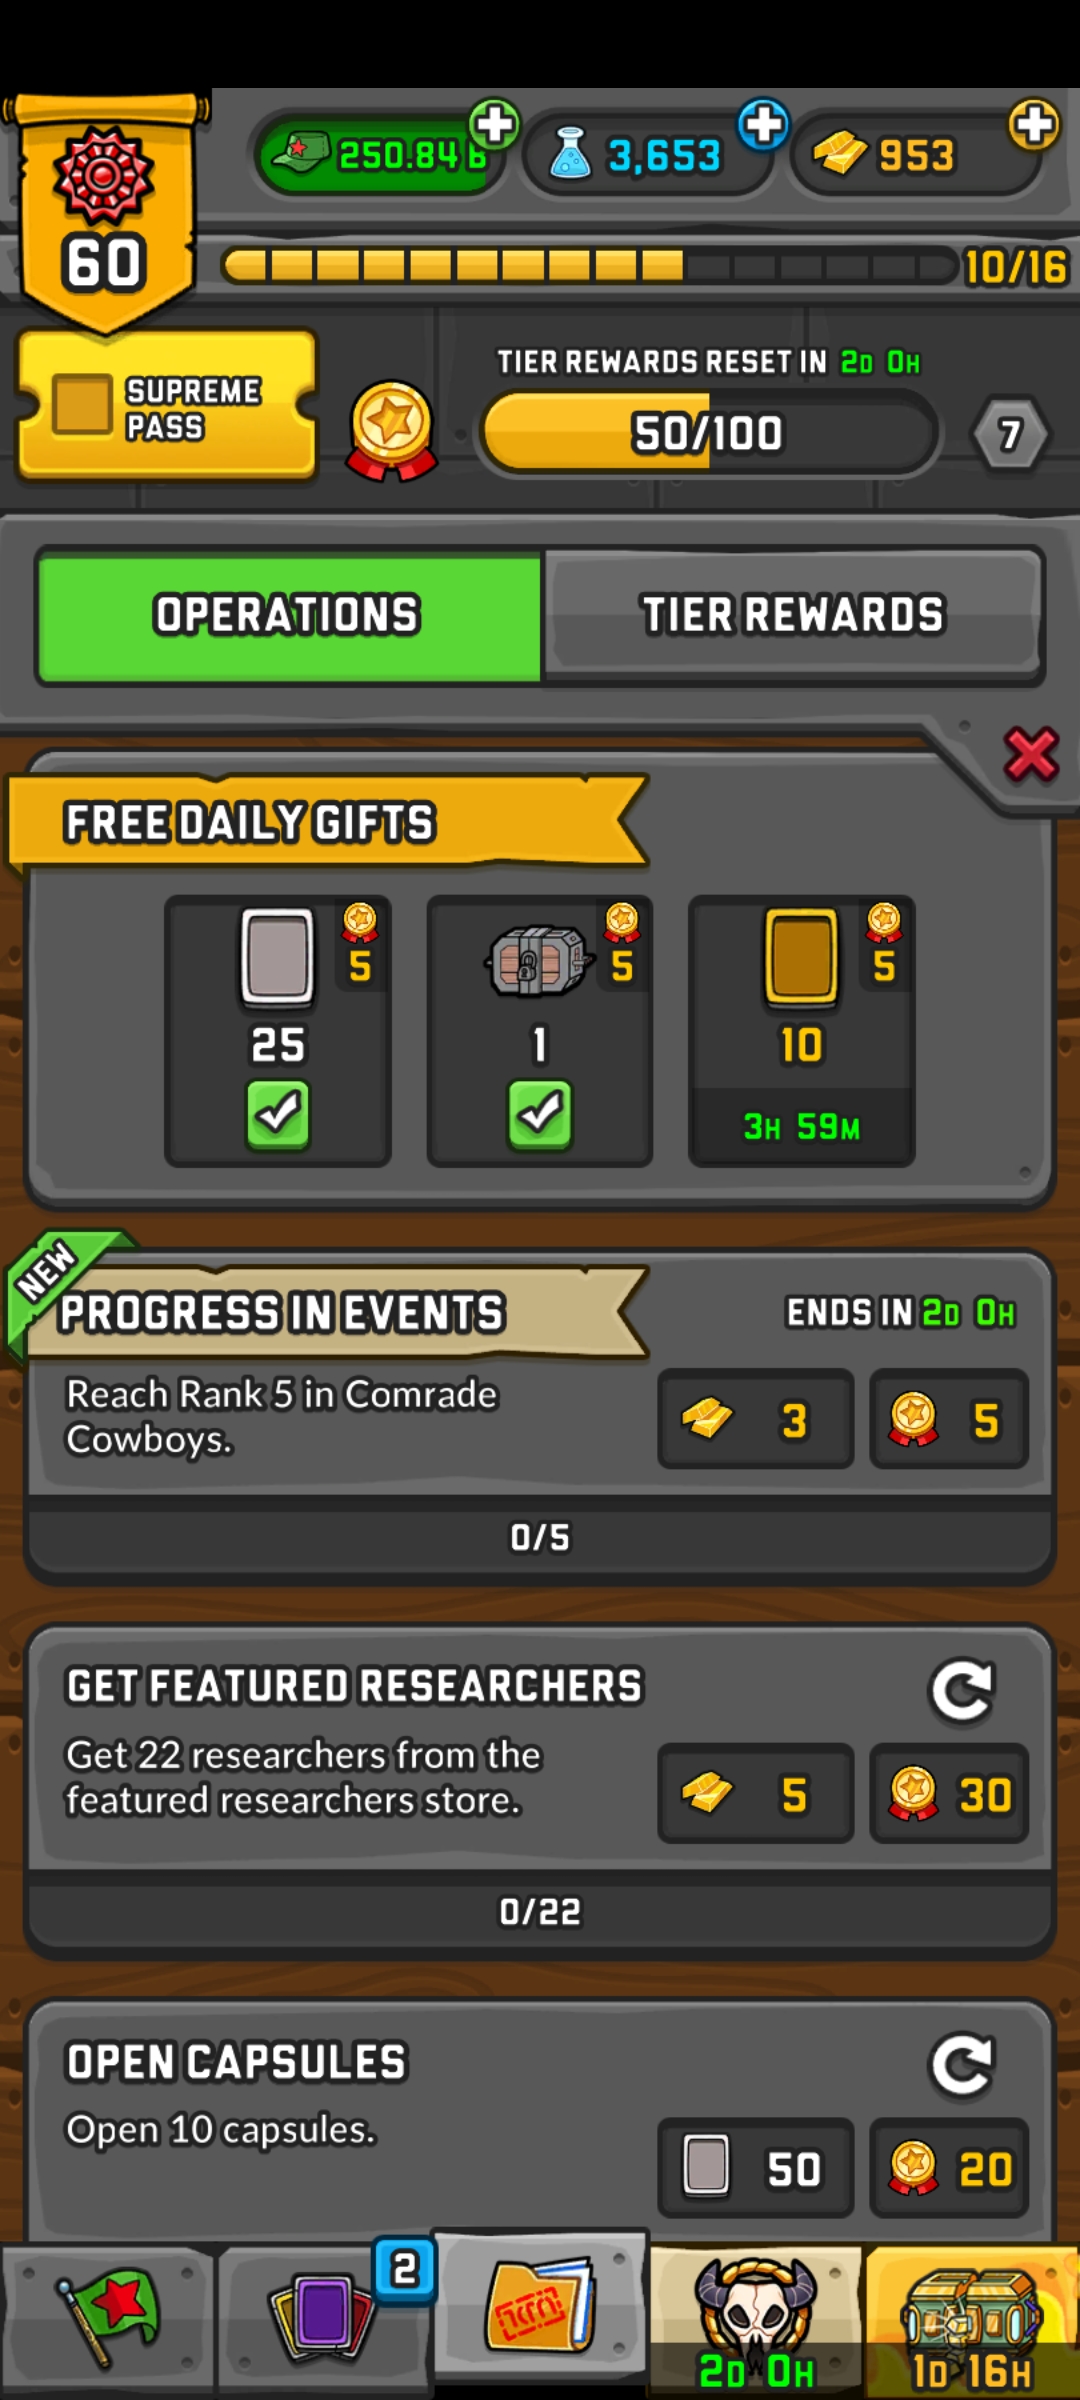 250.84 B
3,653
953
60
10/16
SUPREME
PASS
TIER REWARDS RESET IN 2D 0H
50/100
7
OPERATIONS
TIER REWARDS
FREE DAILY GIFTS
5
5
5
25
1
10
3H 59M
NEW
PROGRESS IN EVENTS
ENDS IN 2D 0H
Reach Rank 5 in Comrade
Cowboys.
3
5
0/5
GET FEATURED RESEARCHERS
Get 22 researchers from the
featured researchers store.
5
30
0/22
OPEN CAPSULES
Open 10 capsules.
50
20
2
2D 0H
1D 16H